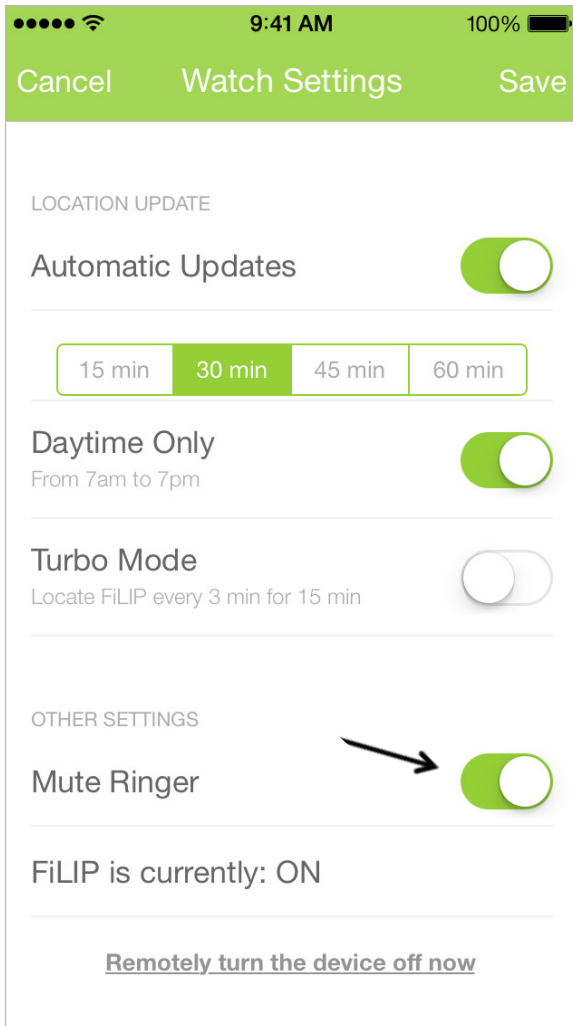 9:41 AM 100%
Cancel Watch Settings Save
LOCATION UPDATE
Automatic Updates
15 min 30 min 45 min 60 min
Daytime Only
From 7am to 7pm
Turbo Mode
Locate FiLIP every 3 min for 15 min
OTHER SETTINGS
Mute Ringer
FiLIP is currently: ON
Remotely turn the device off now